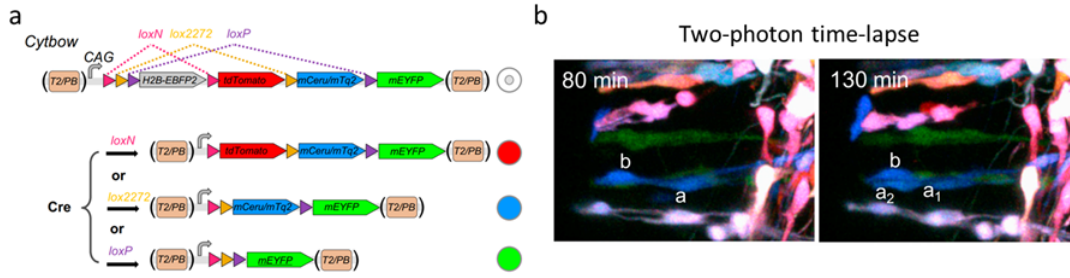 a
loxN
lox2272
loxP
Cytbow
CAG
(T2/PB) H2B-EBFP2 tdTomato mCeru/mTq2 mEYFP (T2/PB)
loxN
(T2/PB) tdTomato mCeru/mTq2 mEYFP (T2/PB)
or
lox2272
Cre
(T2/PB) mCeru/mTq2 mEYFP (T2/PB)
or
loxP
(T2/PB) mEYFP (T2/PB)
b
Two-photon time-lapse
80 min
b
a
130 min
b
a₂ a₁